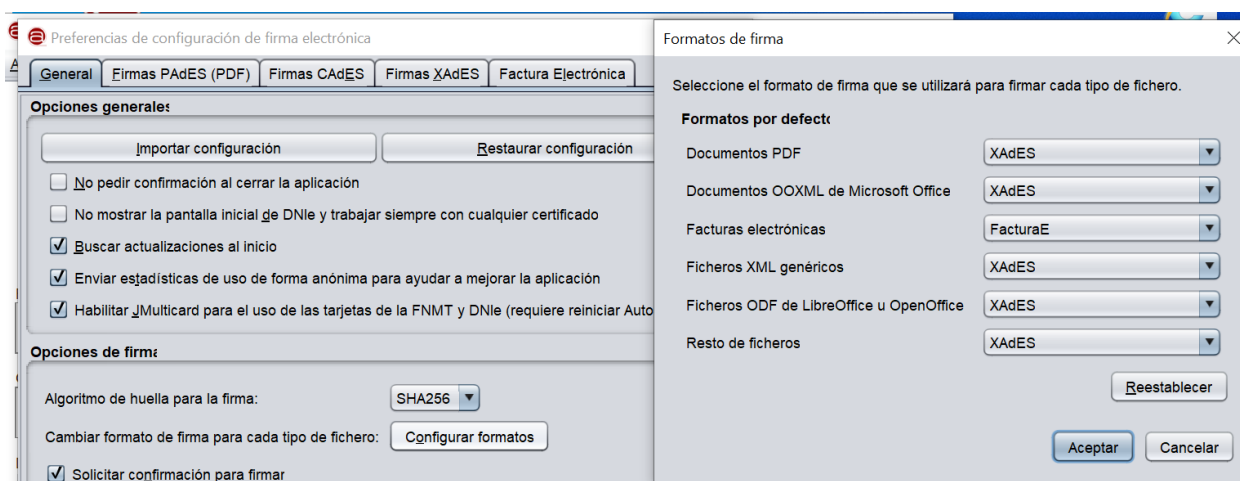 Preferencias de configuración de firma electrónica
General
Firmas PAdES (PDF)
Firmas CAdES
Firmas XAdES
Factura Electrónica
Opciones generales
Importar configuración
Restaurar configuración
No pedir confirmación al cerrar la aplicación
No mostrar la pantalla inicial de DNIe y trabajar siempre con cualquier certificado
Buscar actualizaciones al inicio
Enviar estadísticas de uso de forma anónima para ayudar a mejorar la aplicación
Habilitar JMulticard para el uso de las tarjetas de la FNMT y DNIe (requiere reiniciar Auto
Opciones de firma
Algoritmo de huella para la firma:
SHA256
Cambiar formato de firma para cada tipo de fichero:
Configurar formatos
Solicitar confirmación para firmar
Formatos de firma
Seleccione el formato de firma que se utilizará para firmar cada tipo de fichero.
Formatos por defecto
Documentos PDF
XAdES
Documentos OOXML de Microsoft Office
XAdES
Facturas electrónicas
FacturaE
Ficheros XML genéricos
XAdES
Ficheros ODF de LibreOffice u OpenOffice
XAdES
Resto de ficheros
XAdES
Reestablecer
Aceptar
Cancelar